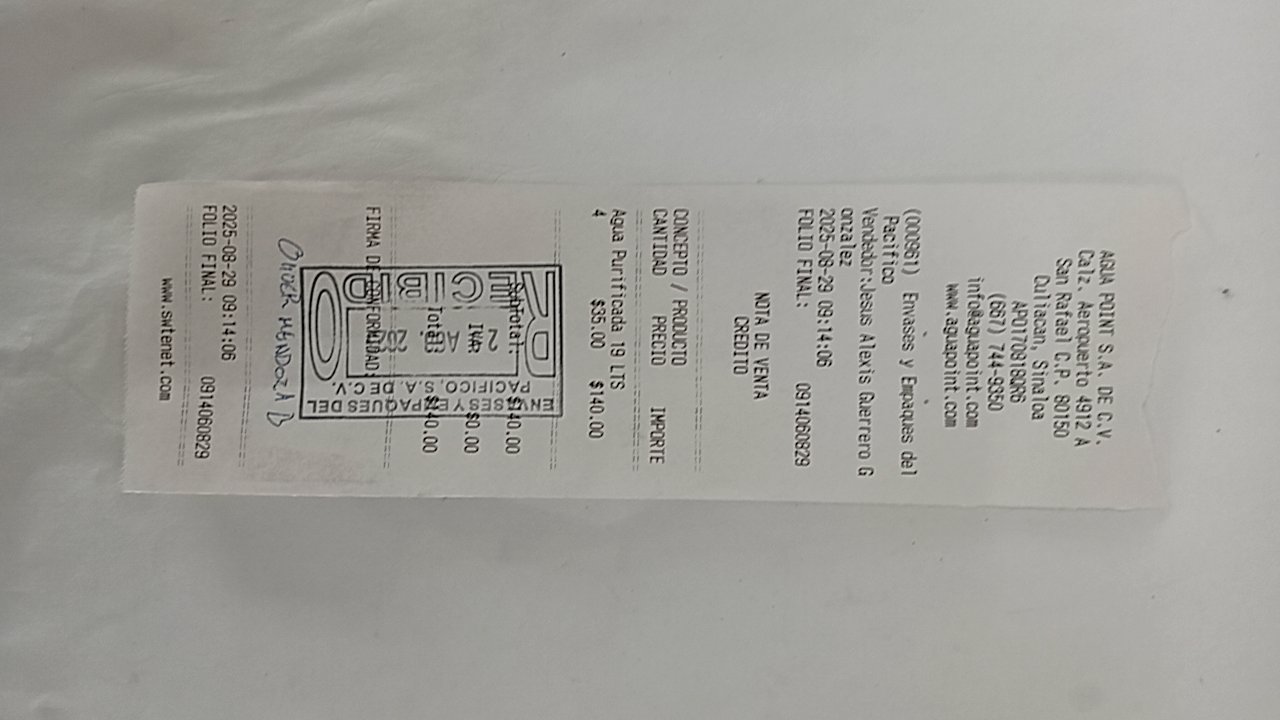 AGUA POINT S.A. DE C.V.
Calz. Aeropuerto 4912 A
San Rafael C.P. 80150
Culiacan, Sinaloa
APO170918QR6
(667) 744-9350
info@aguapoint.com
www.aguapoint.com
(000961) Envases y Empaques del
Pacifico
Vendedor:Jesus Alexis Guerrero G
onzalez
2025-08-29 09:14:06
FOLIO FINAL: 0914060829
NOTA DE VENTA
CREDITO
CONCEPTO / PRODUCTO
CANTIDAD PRECIO IMPORTE
Agua Purificada 19 LTS
4 $35.00 $140.00
SubTotal: $140.00
IVA: $0.00
Total: $140.00
ENVASES Y EMPAQUES DEL
PACIFICO, S.A. DE C.V.
RECIBIDO
FIRMA DE CONFORMIDAD:
2025-08-29 09:14:06
FOLIO FINAL: 0914060829
www.swtenet.com